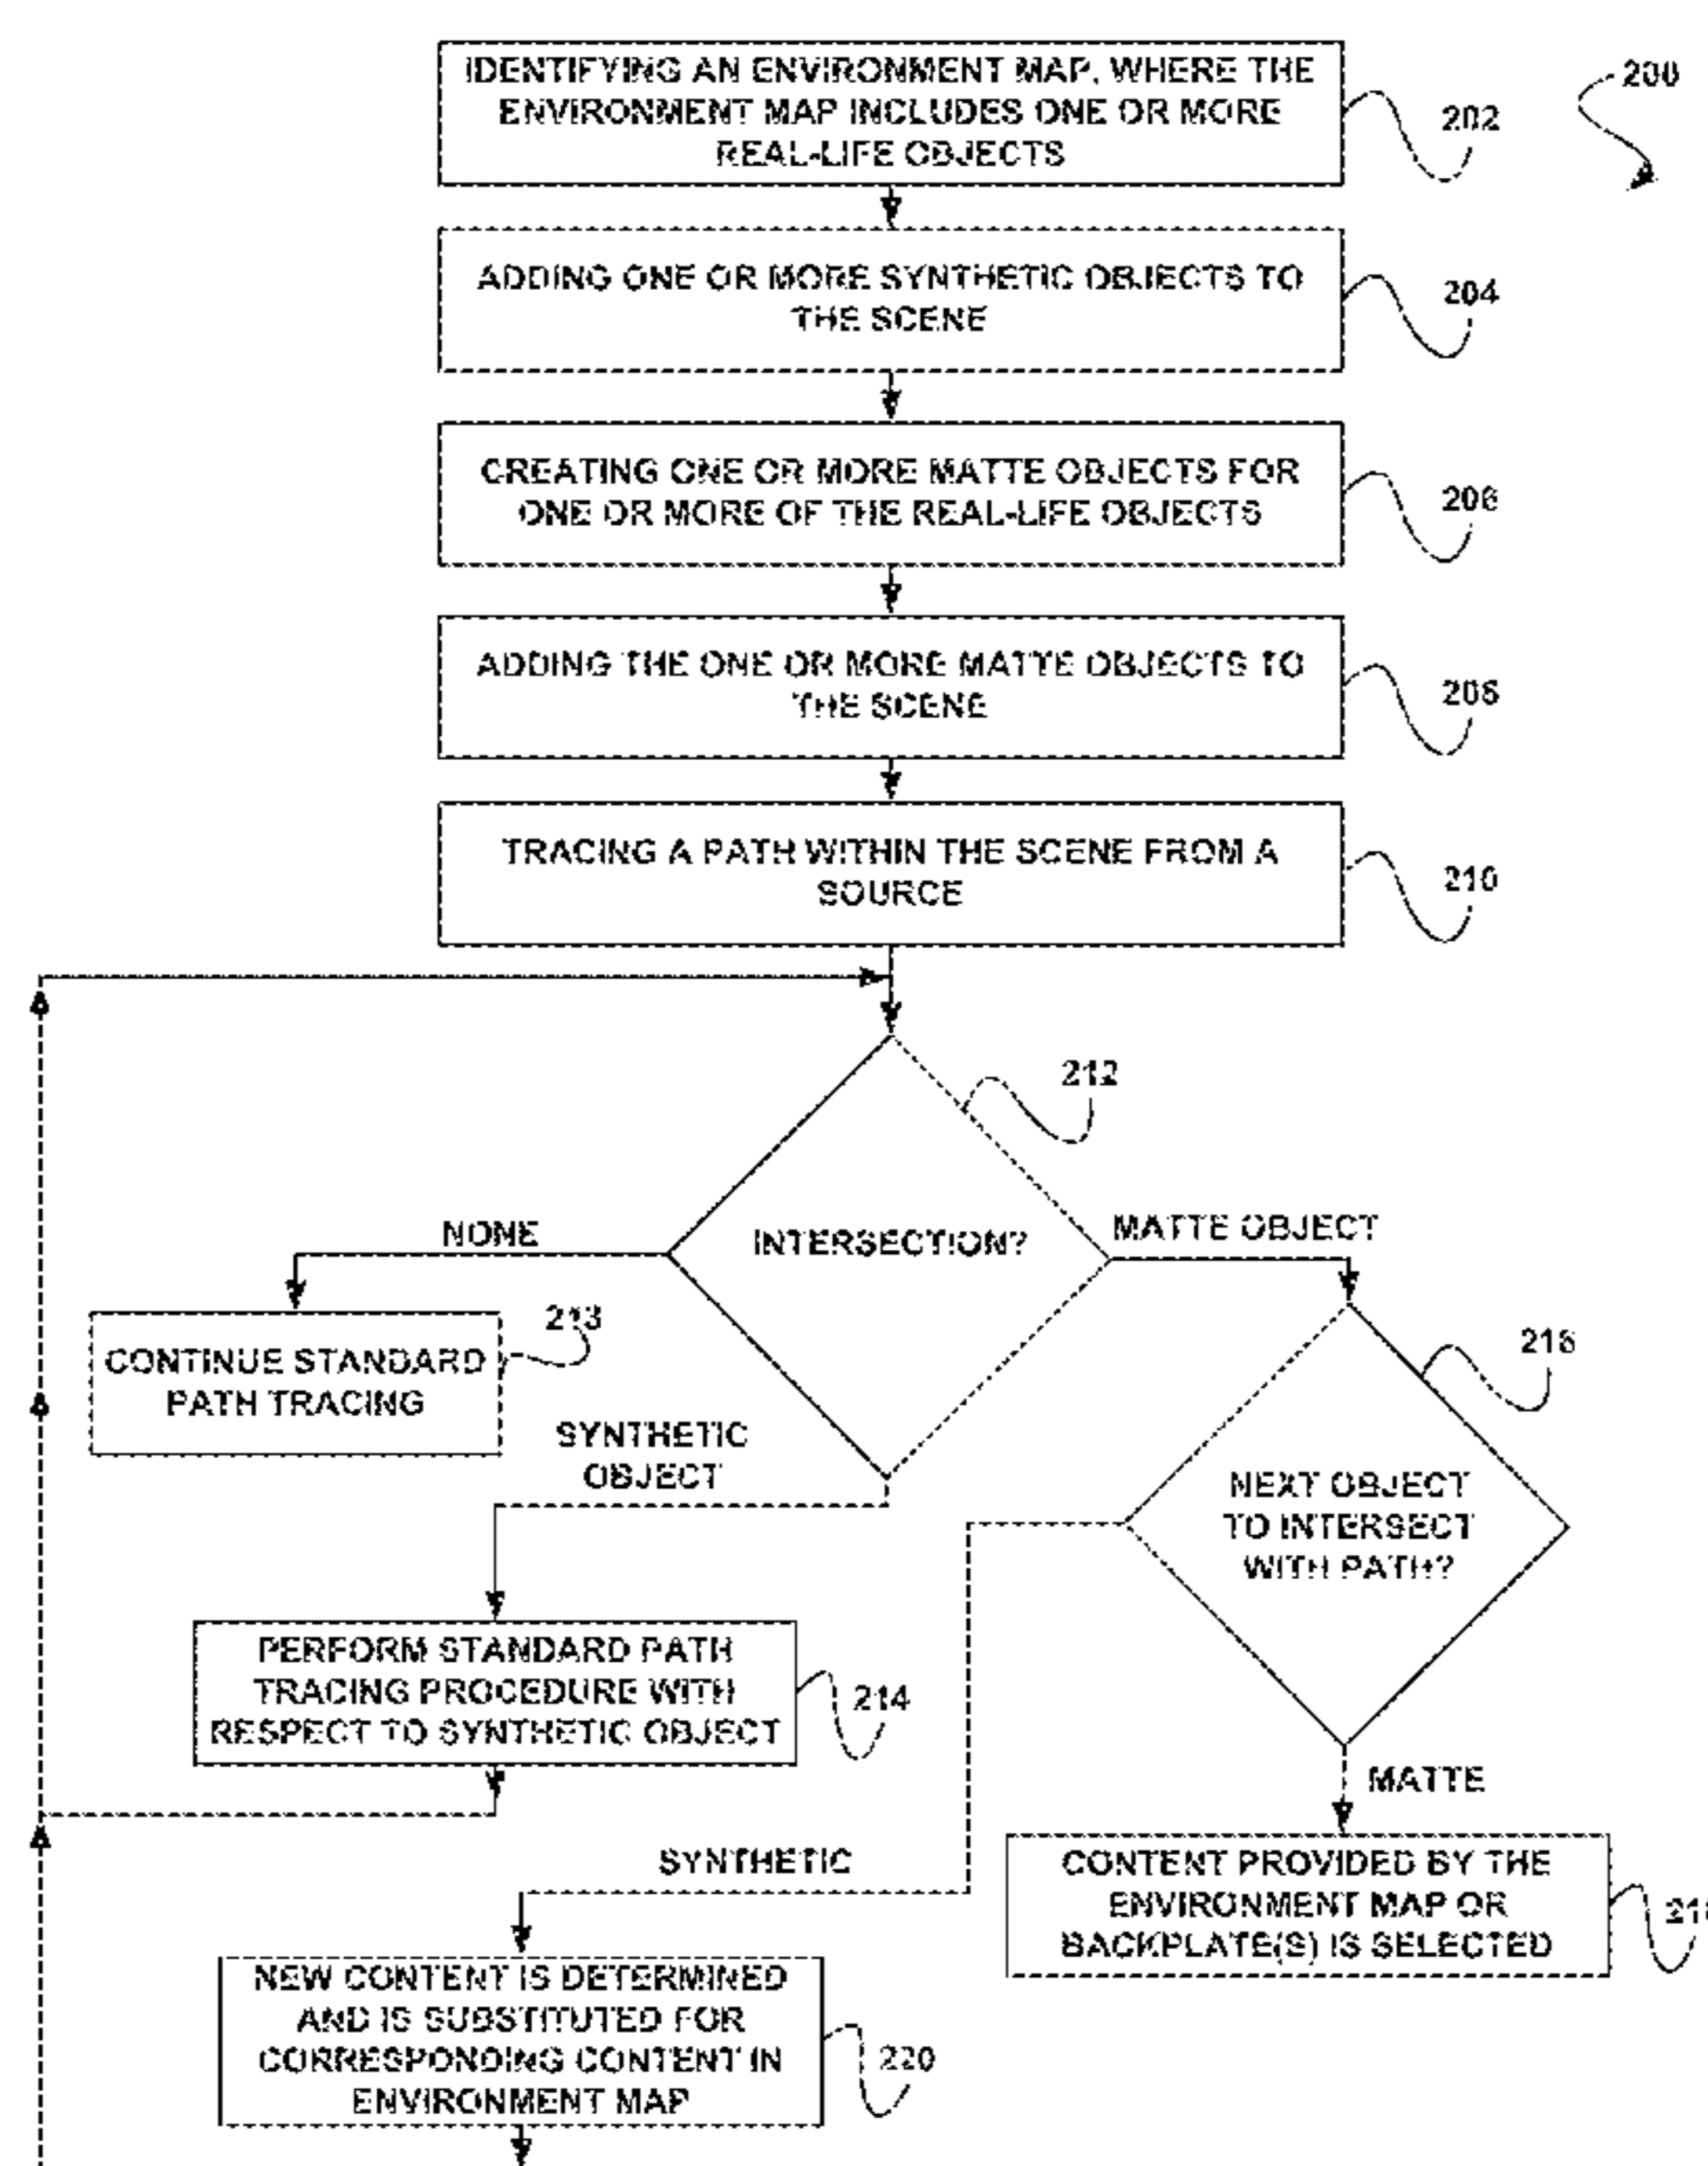 200
IDENTIFYING AN ENVIRONMENT MAP, WHERE THE
ENVIRONMENT MAP INCLUDES ONE OR MORE
REAL-LIFE OBJECTS
202
ADDING ONE OR MORE SYNTHETIC OBJECTS TO
THE SCENE
204
CREATING ONE OR MORE MATTE OBJECTS FOR
ONE OR MORE OF THE REAL-LIFE OBJECTS
206
ADDING THE ONE OR MORE MATTE OBJECTS TO
THE SCENE
208
TRACING A PATH WITHIN THE SCENE FROM A
SOURCE
210
212
INTERSECTION?
NONE
MATTE OBJECT
213
CONTINUE STANDARD
PATH TRACING
216
SYNTHETIC
OBJECT
NEXT OBJECT
TO INTERSECT
WITH PATH?
PERFORM STANDARD PATH
TRACING PROCEDURE WITH
RESPECT TO SYNTHETIC OBJECT
214
MATTE
SYNTHETIC
CONTENT PROVIDED BY THE
ENVIRONMENT MAP OR
BACKPLATE(S) IS SELECTED
NEW CONTENT IS DETERMINED
AND IS SUBSTITUTED FOR
CORRESPONDING CONTENT IN
ENVIRONMENT MAP
220